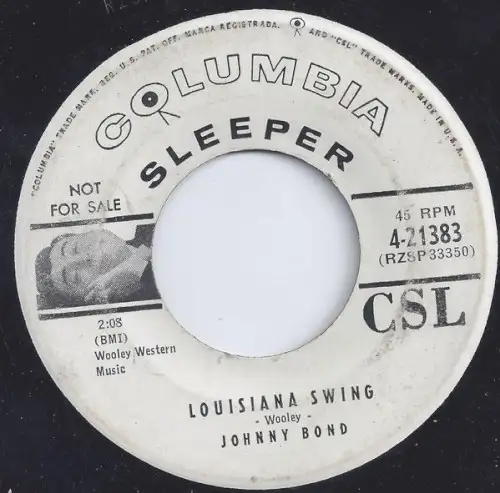 "COLUMBIA" TRADE MARK. REG. U.S. PAT. OFF. MARCA REGISTRADA. AND "CSL" TRADE MARKS. MADE IN U.S.A.
COLUMBIA
SLEEPER
NOT
FOR SALE
45 RPM
4-21383
(RZSP33350)
CSL
2:08
(BMI)
Wooley Western
Music
LOUISIANA SWING
- Wooley -
JOHNNY BOND